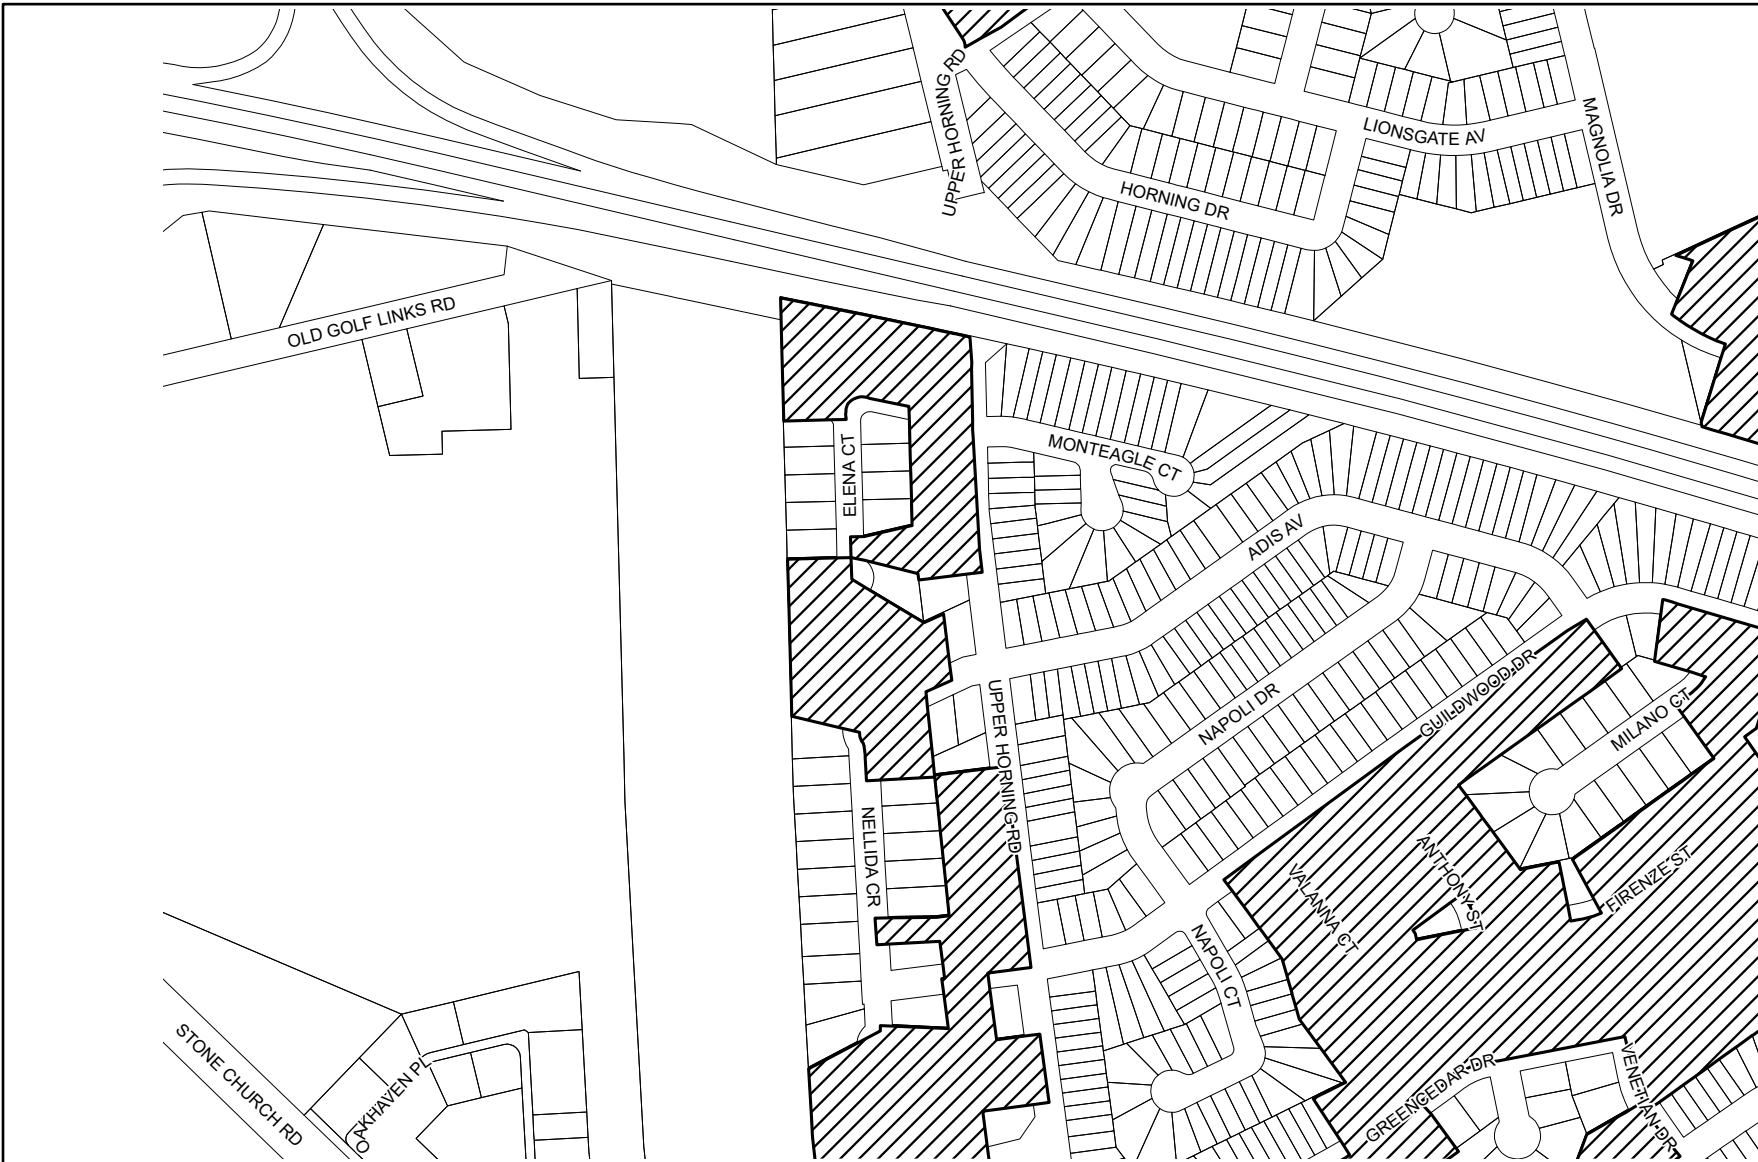 UPPER HORNING RD
LIONSGATE AV
MAGNOLIA DR
HORNING DR
OLD GOLF LINKS RD
MONTEAGLE CT
ELENA CT
ADIS AV
UPPER HORNING RD
NAPOLI DR
GUILDWOOD DR
MILANO CT
NELLIDA CR
VALANNA CT
ANTHONY ST
FIRENZE ST
NAPOLI CT
STONE CHURCH RD
OAKHAVEN PL
GREENCEDAR DR
VENETIAN DR